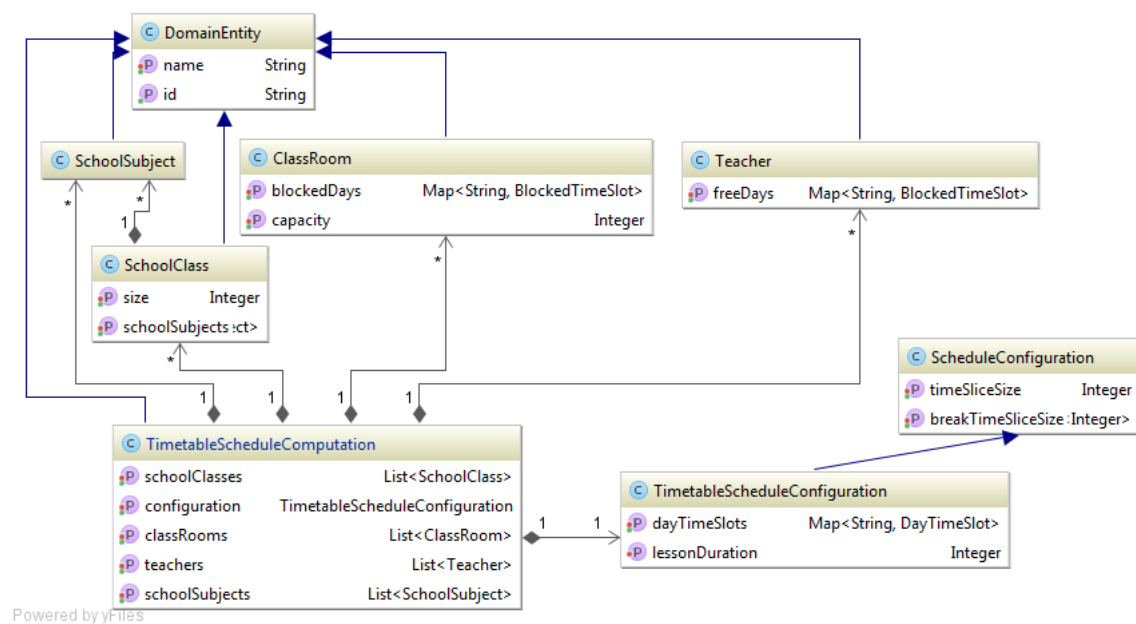 C DomainEntity
P name String
P id String
C SchoolSubject
C ClassRoom
P blockedDays Map<String, BlockedTimeSlot>
P capacity Integer
C Teacher
P freeDays Map<String, BlockedTimeSlot>
* *
1
* *
C SchoolClass
P size Integer
P schoolSubjects :ct>
*
C ScheduleConfiguration
P timeSliceSize Integer
P breakTimeSliceSize :Integer>
1 1 1 1
C TimetableScheduleComputation
P schoolClasses List<SchoolClass>
P configuration TimetableScheduleConfiguration
P classRooms List<ClassRoom>
P teachers List<Teacher>
P schoolSubjects List<SchoolSubject>
1 1
C TimetableScheduleConfiguration
P dayTimeSlots Map<String, DayTimeSlot>
P lessonDuration Integer
Powered by yFiles